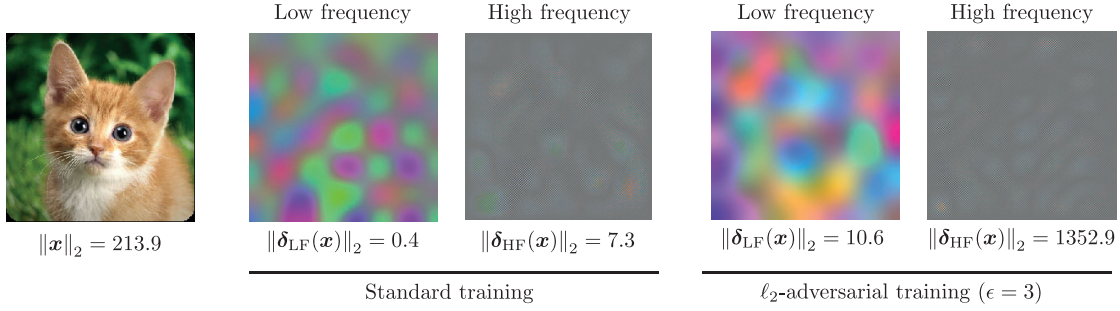 Low frequency High frequency Low frequency High frequency
‖x‖₂ = 213.9 ‖δ_LF(x)‖₂ = 0.4 ‖δ_HF(x)‖₂ = 7.3 ‖δ_LF(x)‖₂ = 10.6 ‖δ_HF(x)‖₂ = 1352.9
Standard training ℓ₂-adversarial training (ϵ = 3)